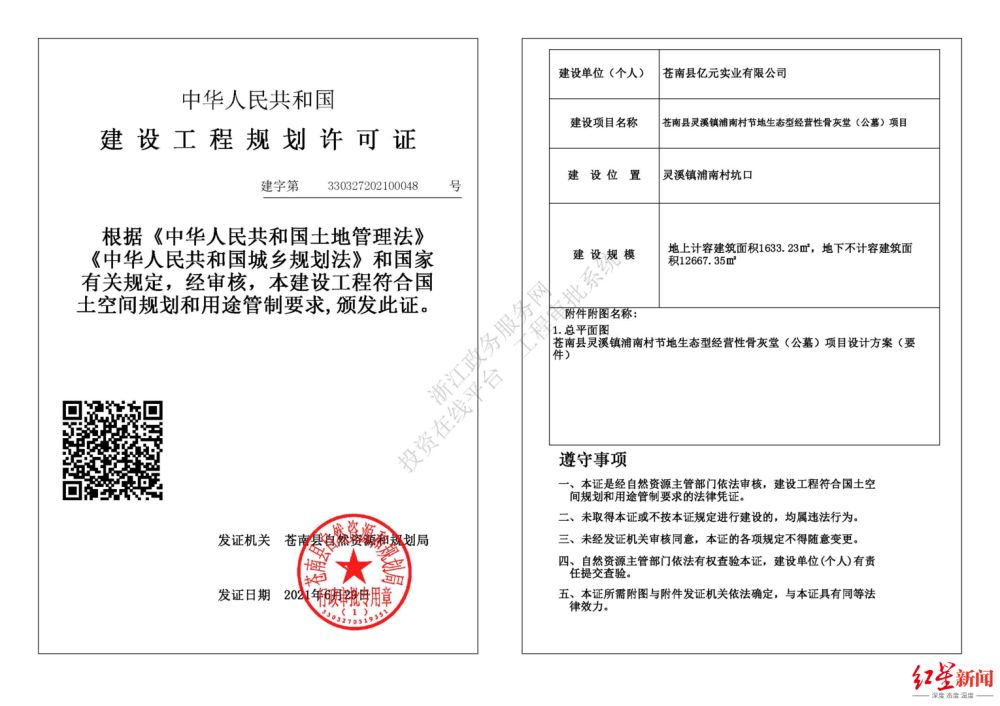 中华人民共和国
建设工程规划许可证
建字第 330327202100048 号
根据《中华人民共和国土地管理法》
《中华人民共和国城乡规划法》和国家
有关规定，经审核，本建设工程符合国
土空间规划和用途管制要求,颁发此证。
发证机关 苍南县自然资源和规划局
发证日期 2021年6月29日
苍南县自然资源和规划局
行政审批专用章
(1)
浙江政务服务网
投资在线平台
工程审批系统
建设单位（个人） 苍南县亿元实业有限公司
建设项目名称 苍南县灵溪镇浦南村节地生态型经营性骨灰堂（公墓）项目
建设位置 灵溪镇浦南村坑口
建设规模 地上计容建筑面积1633.23㎡，地下不计容建筑面
积12667.35㎡
附件附图名称:
1.总平面图
苍南县灵溪镇浦南村节地生态型经营性骨灰堂（公墓）项目设计方案（要
件）
遵守事项
一、本证是经自然资源主管部门依法审核，建设工程符合国土空
间规划和用途管制要求的法律凭证。
二、未取得本证或不按本证规定进行建设的，均属违法行为。
三、未经发证机关审核同意，本证的各项规定不得随意变更。
四、自然资源主管部门依法有权查验本证，建设单位(个人)有责
任提交查验。
五、本证所需附图与附件发证机关依法确定，与本证具有同等法
律效力。
红星新闻
深度 态度 温度